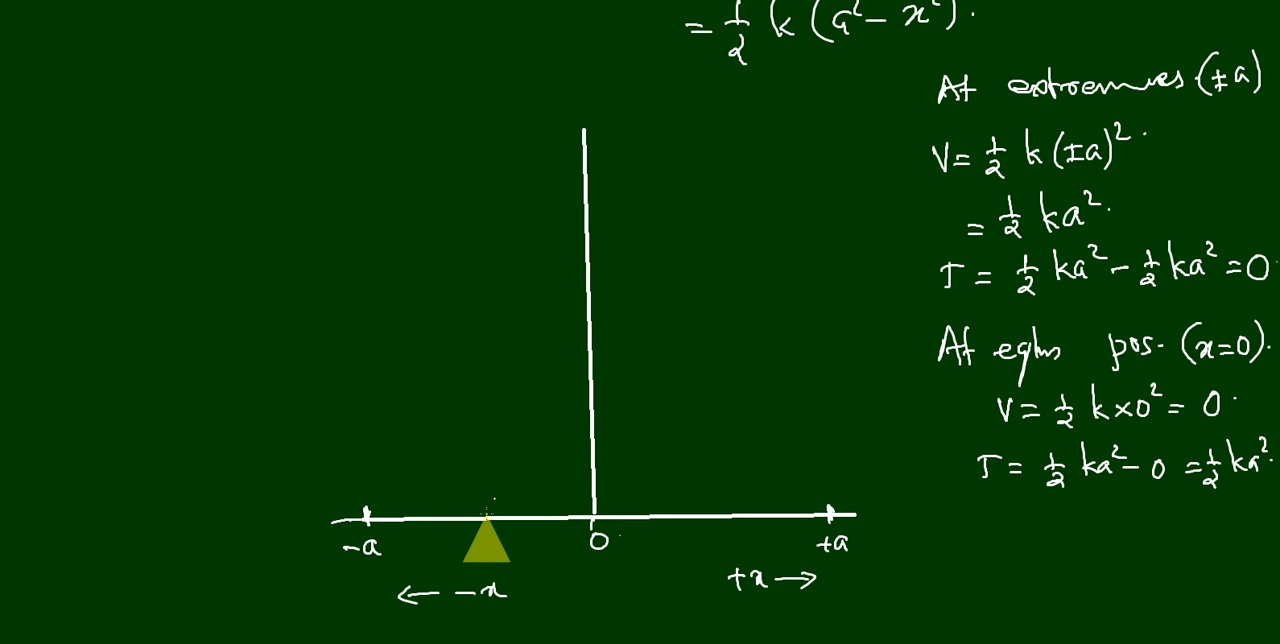 = 1/2 k (a² - x²).
At extremes (±a)
V = 1/2 k (±a)².
= 1/2 ka².
T = 1/2 ka² - 1/2 ka² = 0
At eqbm pos. (x=0).
V = 1/2 k×0² = 0.
T = 1/2 ka² - 0 = 1/2 ka².
-a 0 +a
← -x +x →